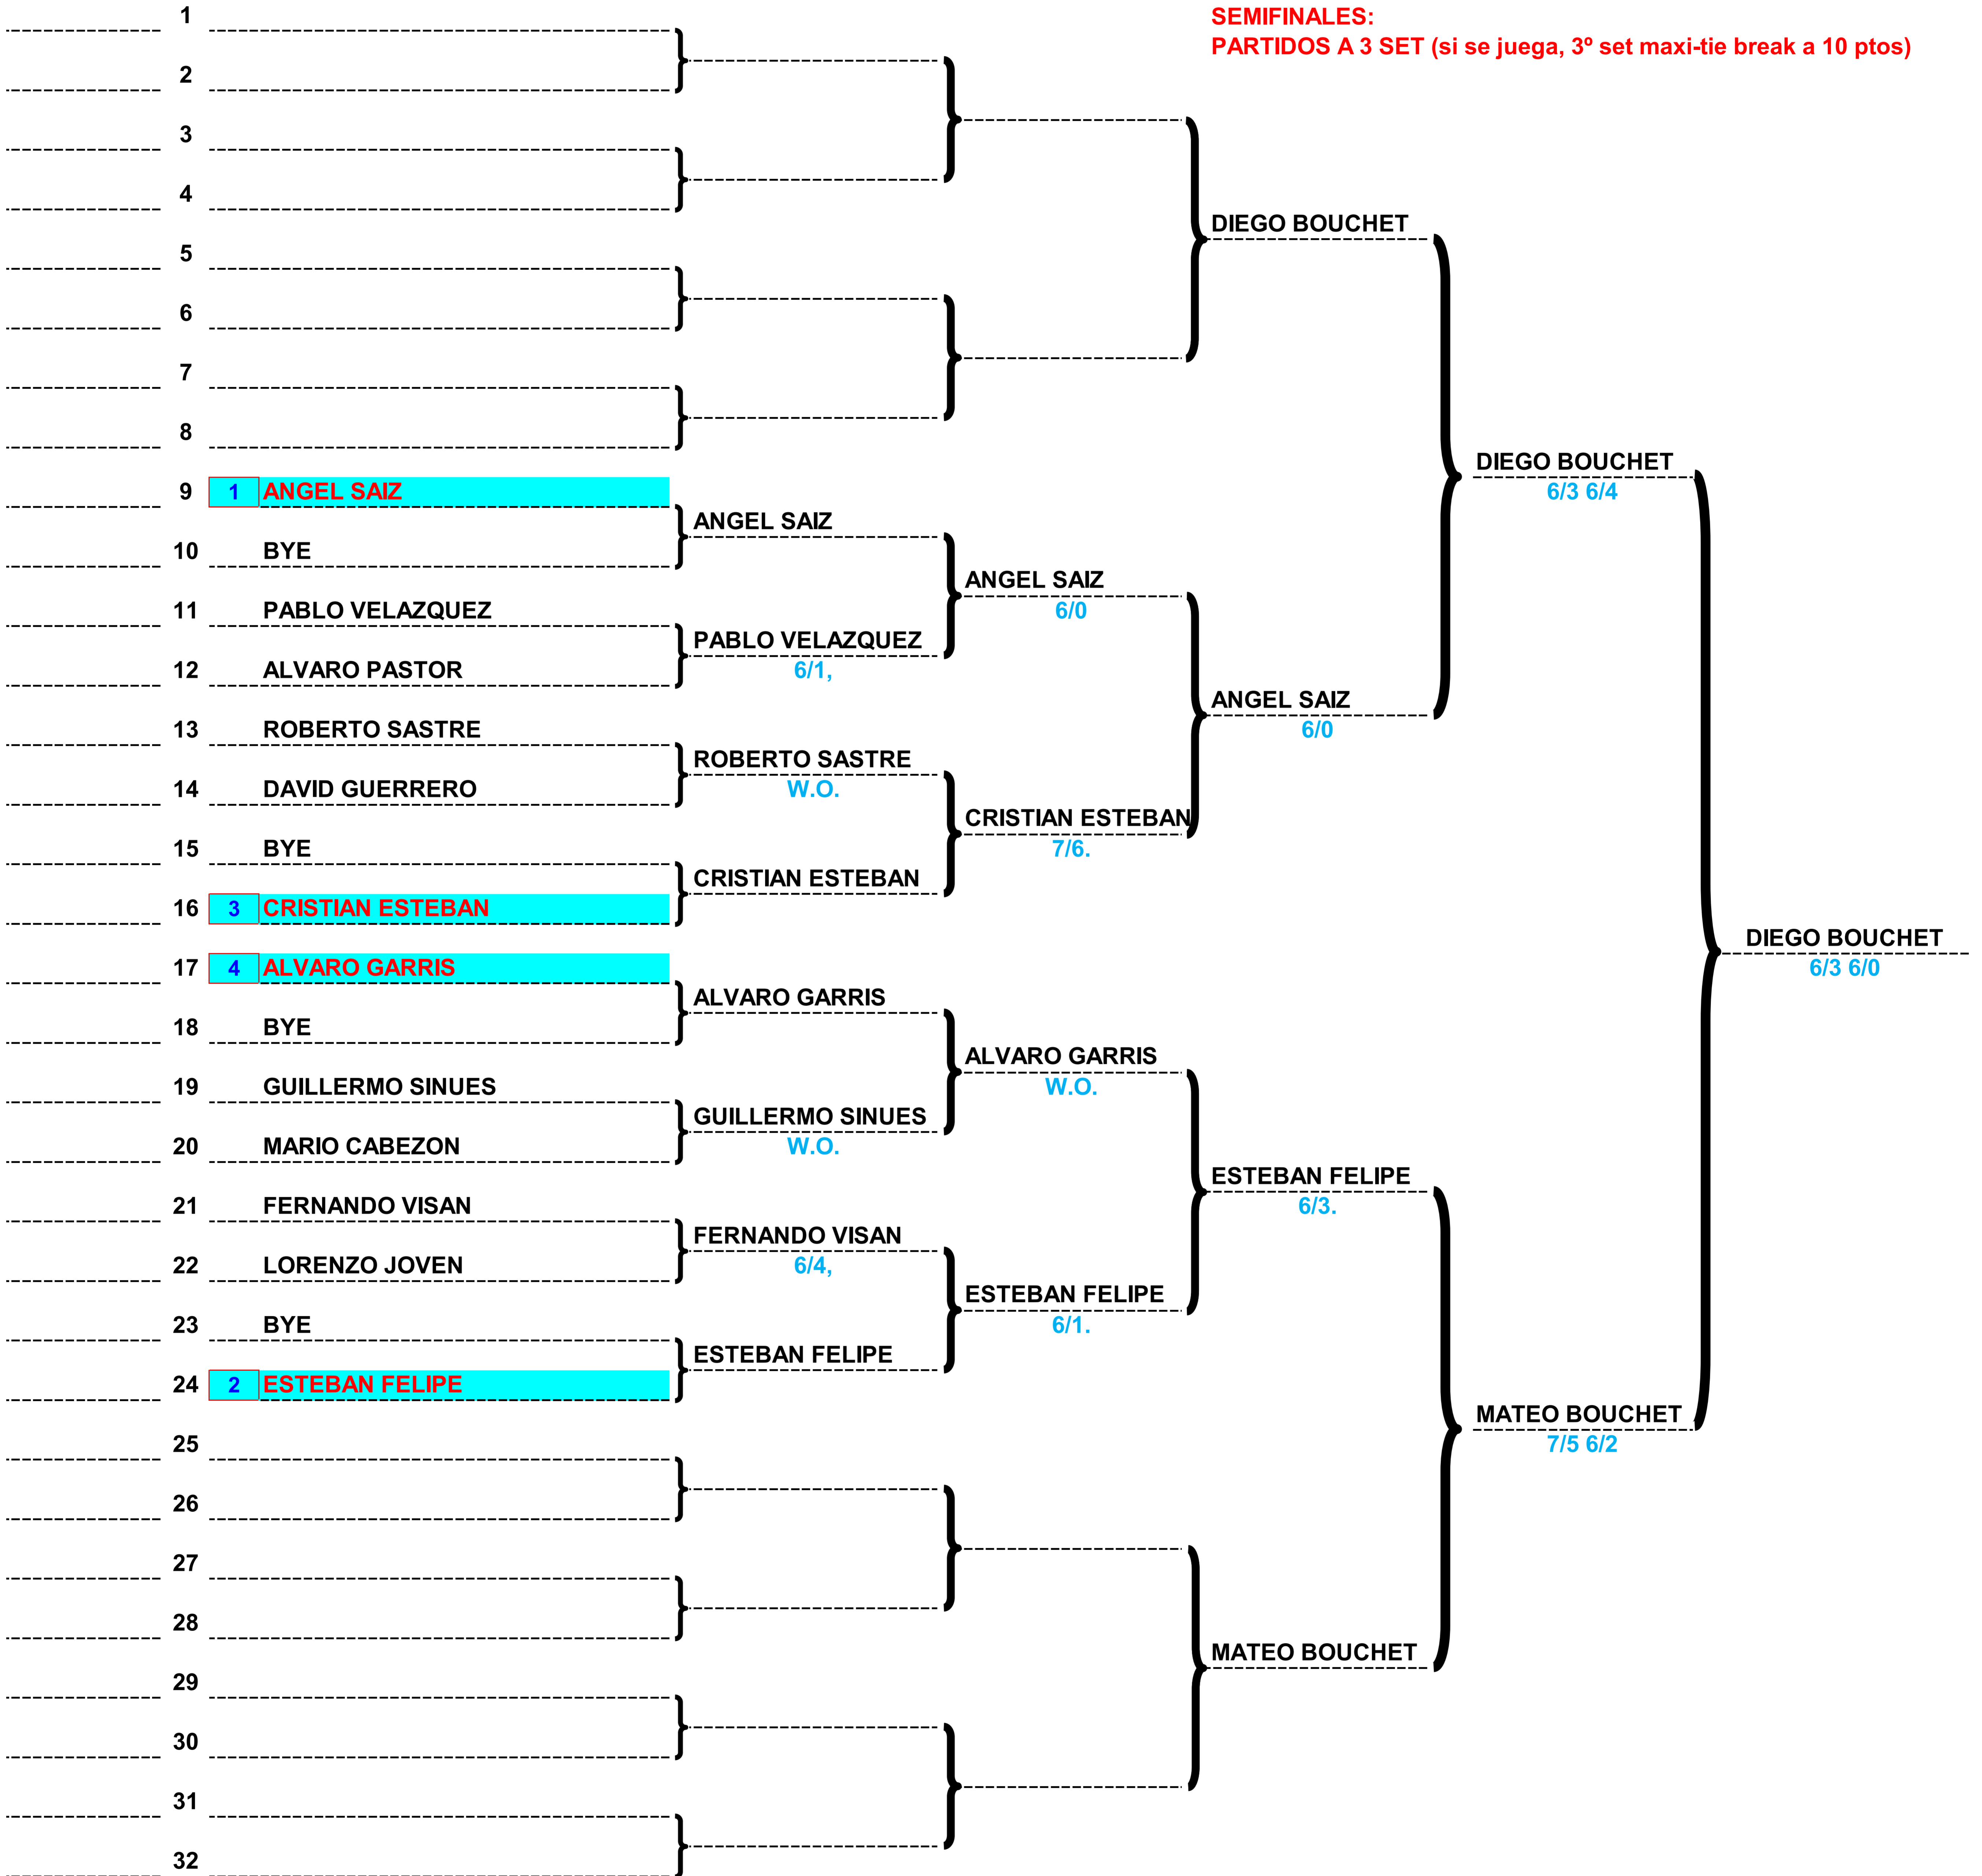 SEMIFINALES:
PARTIDOS A 3 SET (si se juega, 3º set maxi-tie break a 10 ptos)
1
2
3
4
DIEGO BOUCHET
5
6
7
8
DIEGO BOUCHET
9 1 ANGEL SAIZ
6/3 6/4
ANGEL SAIZ
10 BYE
ANGEL SAIZ
11 PABLO VELAZQUEZ
6/0
PABLO VELAZQUEZ
12 ALVARO PASTOR
6/1,
ANGEL SAIZ
13 ROBERTO SASTRE
6/0
ROBERTO SASTRE
14 DAVID GUERRERO
W.O.
CRISTIAN ESTEBAN
15 BYE
7/6.
CRISTIAN ESTEBAN
16 3 CRISTIAN ESTEBAN
DIEGO BOUCHET
17 4 ALVARO GARRIS
6/3 6/0
ALVARO GARRIS
18 BYE
ALVARO GARRIS
19 GUILLERMO SINUES
W.O.
GUILLERMO SINUES
20 MARIO CABEZON
W.O.
ESTEBAN FELIPE
21 FERNANDO VISAN
6/3.
FERNANDO VISAN
22 LORENZO JOVEN
6/4,
ESTEBAN FELIPE
23 BYE
6/1.
ESTEBAN FELIPE
24 2 ESTEBAN FELIPE
MATEO BOUCHET
25
7/5 6/2
26
27
28
MATEO BOUCHET
29
30
31
32